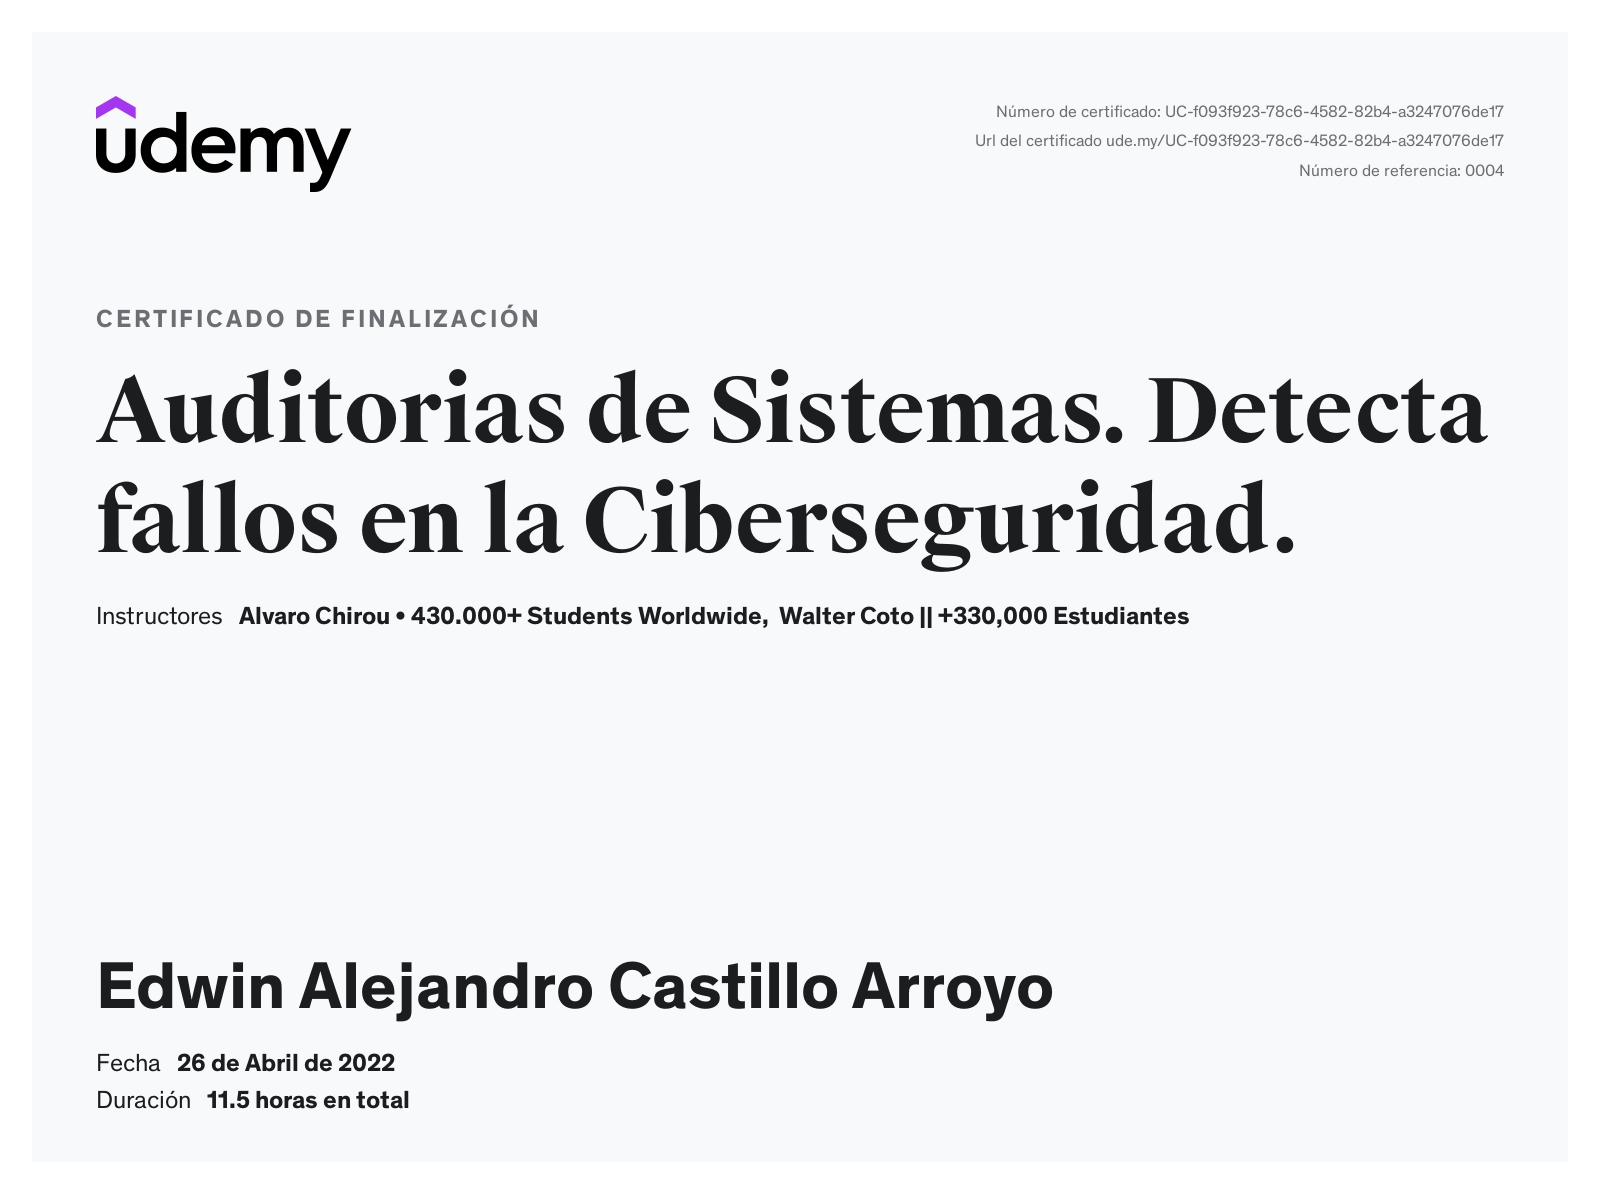 udemy
Número de certificado: UC-f093f923-78c6-4582-82b4-a3247076de17
Url del certificado ude.my/UC-f093f923-78c6-4582-82b4-a3247076de17
Número de referencia: 0004
CERTIFICADO DE FINALIZACIÓN
Auditorias de Sistemas. Detecta
fallos en la Ciberseguridad.
Instructores Alvaro Chirou • 430.000+ Students Worldwide, Walter Coto || +330,000 Estudiantes
Edwin Alejandro Castillo Arroyo
Fecha 26 de Abril de 2022
Duración 11.5 horas en total